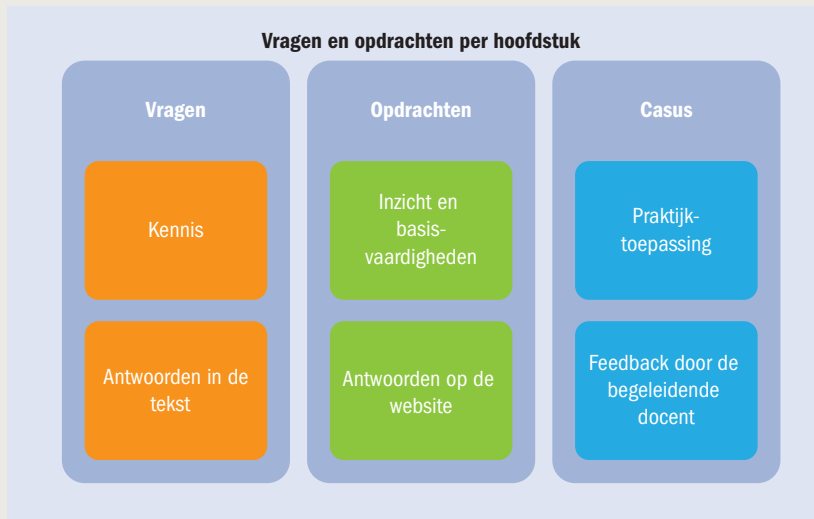 Vragen en opdrachten per hoofdstuk
Vragen
Kennis
Antwoorden in de
tekst
Opdrachten
Inzicht en
basis-
vaardigheden
Antwoorden op de
website
Casus
Praktijk-
toepassing
Feedback door de
begeleidende
docent